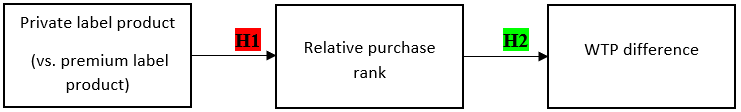 Private label product
(vs. premium label
product)
H1
Relative purchase
rank
H2
WTP difference